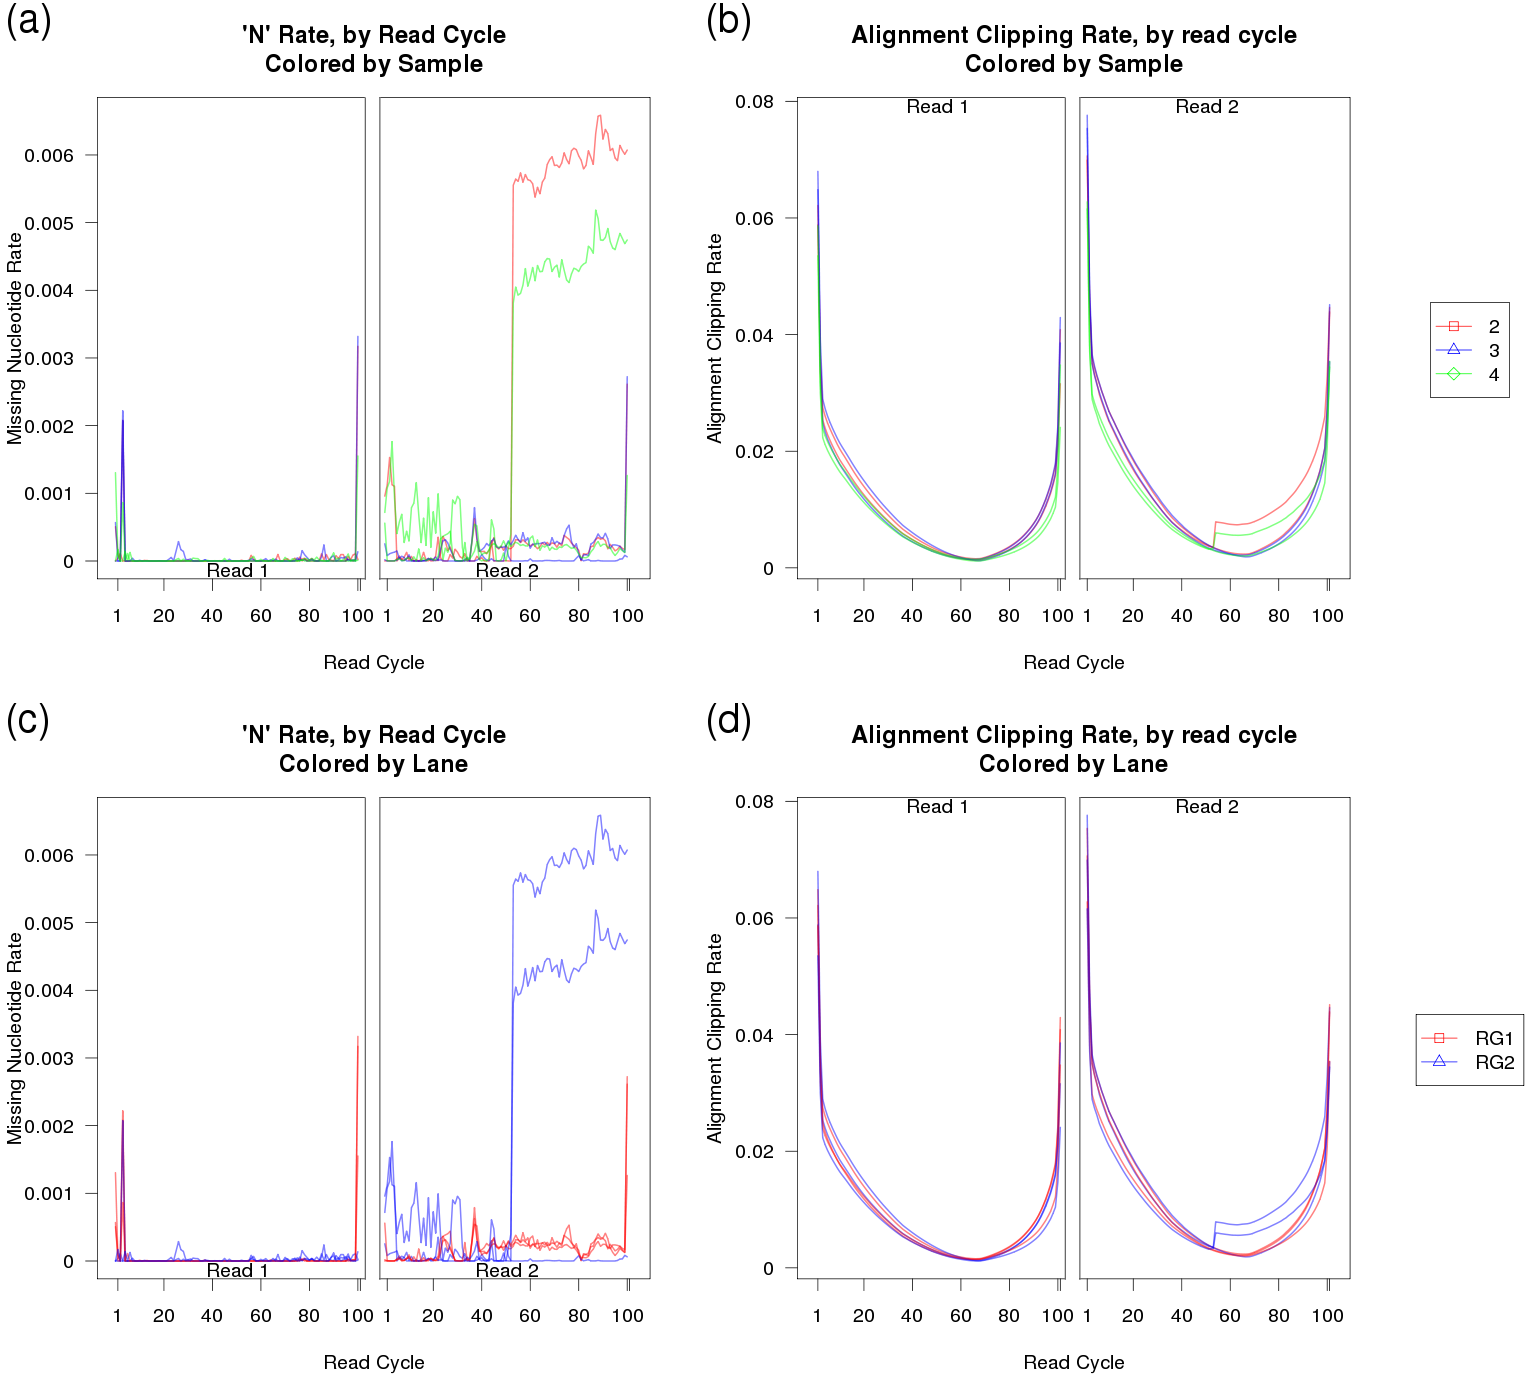 (a)
'N' Rate, by Read Cycle
Colored by Sample
Missing Nucleotide Rate
0.006
0.005
0.004
0.003
0.002
0.001
0
Read 1
Read 2
1 20 40 60 80 100
1 20 40 60 80 100
Read Cycle
(b)
Alignment Clipping Rate, by read cycle
Colored by Sample
Alignment Clipping Rate
0.08
0.06
0.04
0.02
0
Read 1
Read 2
1 20 40 60 80 100
1 20 40 60 80 100
Read Cycle
2
3
4
(c)
'N' Rate, by Read Cycle
Colored by Lane
Missing Nucleotide Rate
0.006
0.005
0.004
0.003
0.002
0.001
0
Read 1
Read 2
1 20 40 60 80 100
1 20 40 60 80 100
Read Cycle
(d)
Alignment Clipping Rate, by read cycle
Colored by Lane
Alignment Clipping Rate
0.08
0.06
0.04
0.02
0
Read 1
Read 2
1 20 40 60 80 100
1 20 40 60 80 100
Read Cycle
RG1
RG2